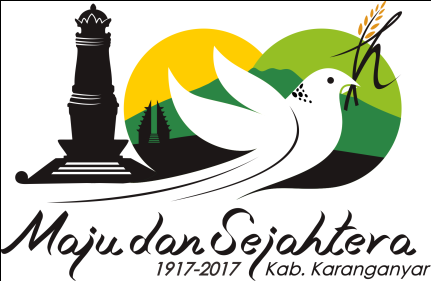 Maju dan Sejahtera
1917-2017 Kab. Karanganyar